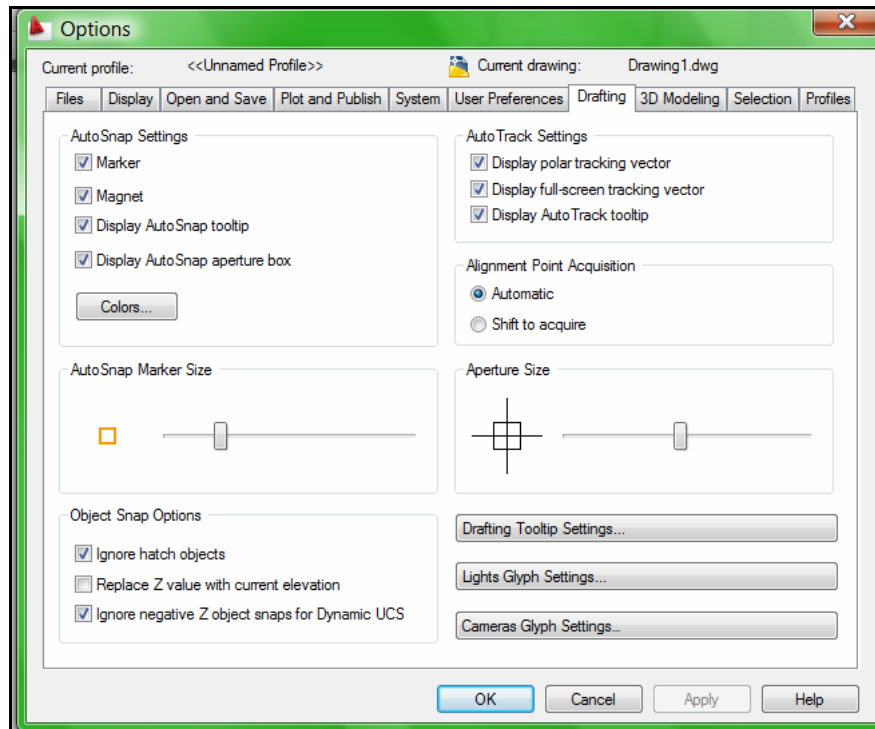 Options
Current profile: <<Unnamed Profile>> Current drawing: Drawing1.dwg
Files Display Open and Save Plot and Publish System User Preferences Drafting 3D Modeling Selection Profiles
AutoSnap Settings
Marker
Magnet
Display AutoSnap tooltip
Display AutoSnap aperture box
Colors...
AutoTrack Settings
Display polar tracking vector
Display full-screen tracking vector
Display AutoTrack tooltip
Alignment Point Acquisition
Automatic
Shift to acquire
AutoSnap Marker Size
Aperture Size
Object Snap Options
Ignore hatch objects
Replace Z value with current elevation
Ignore negative Z object snaps for Dynamic UCS
Drafting Tooltip Settings...
Lights Glyph Settings...
Cameras Glyph Settings...
OK Cancel Apply Help